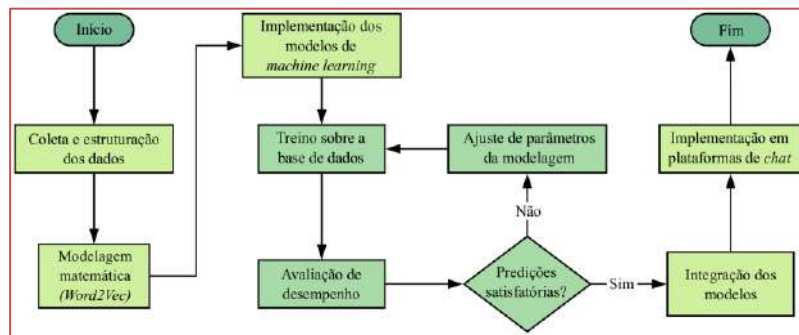 Início
Coleta e estruturação
dos dados
Modelagem
matemática
(Word2Vec)
Implementação dos
modelos de
machine learning
Treino sobre a
base de dados
Avaliação de
desempenho
Predições
satisfatórias?
Não
Ajuste de parâmetros
da modelagem
Sim
Integração dos
modelos
Implementação em
plataformas de chat
Fim